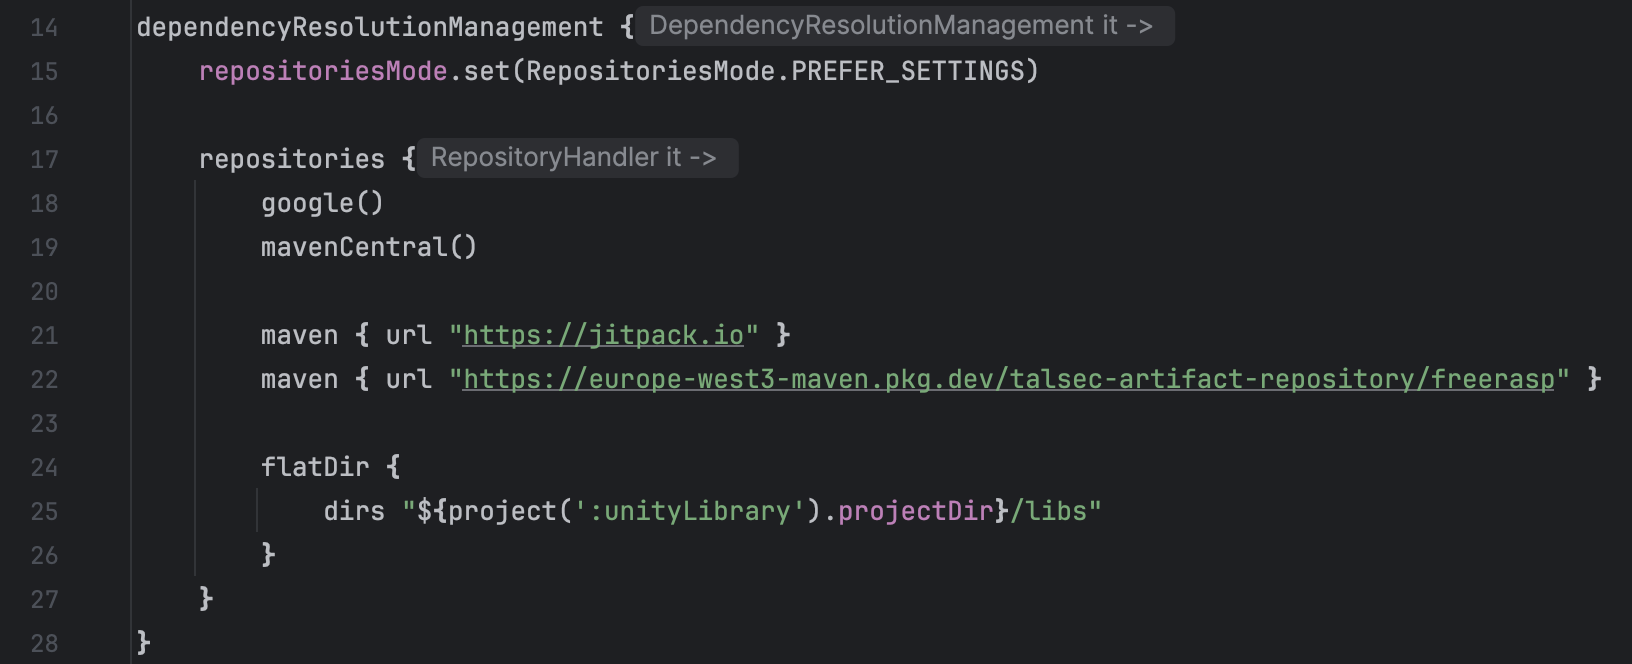 14 dependencyResolutionManagement { DependencyResolutionManagement it ->
15 repositoriesMode.set(RepositoriesMode.PREFER_SETTINGS)
16
17 repositories { RepositoryHandler it ->
18 google()
19 mavenCentral()
20
21 maven { url "https://jitpack.io" }
22 maven { url "https://europe-west3-maven.pkg.dev/talsec-artifact-repository/freerasp" }
23
24 flatDir {
25 dirs "${project(':unityLibrary').projectDir}/libs"
26 }
27 }
28 }